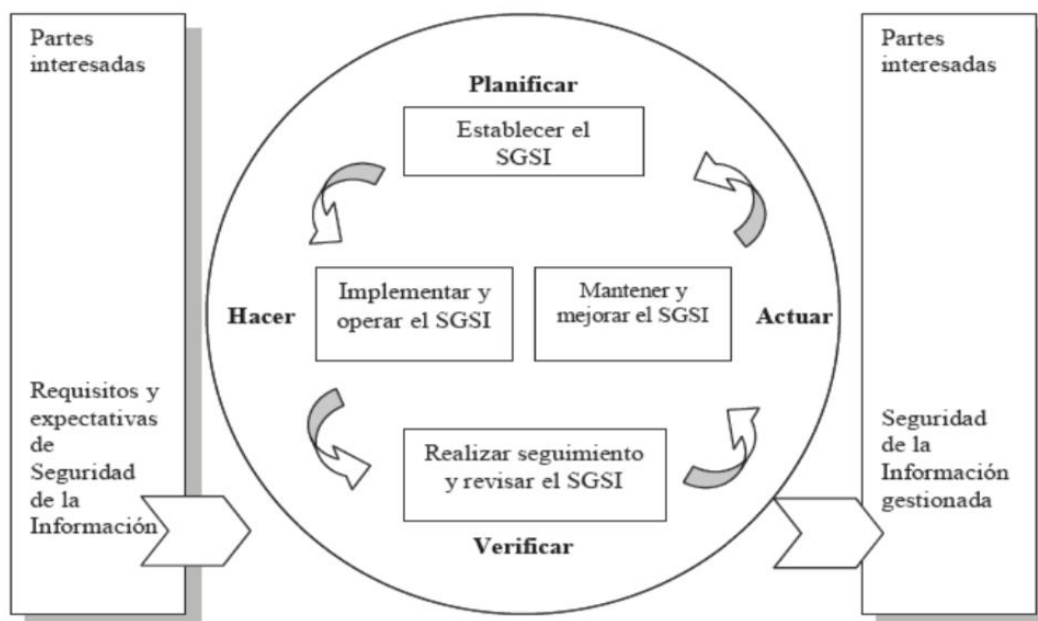 Partes
interesadas
Requisitos y
expectativas
de
Seguridad
de la
Información
Planificar
Establecer el
SGSI
Hacer
Implementar y
operar el SGSI
Mantener y
mejorar el SGSI
Actuar
Realizar seguimiento
y revisar el SGSI
Verificar
Partes
interesadas
Seguridad
de la
Información
gestionada